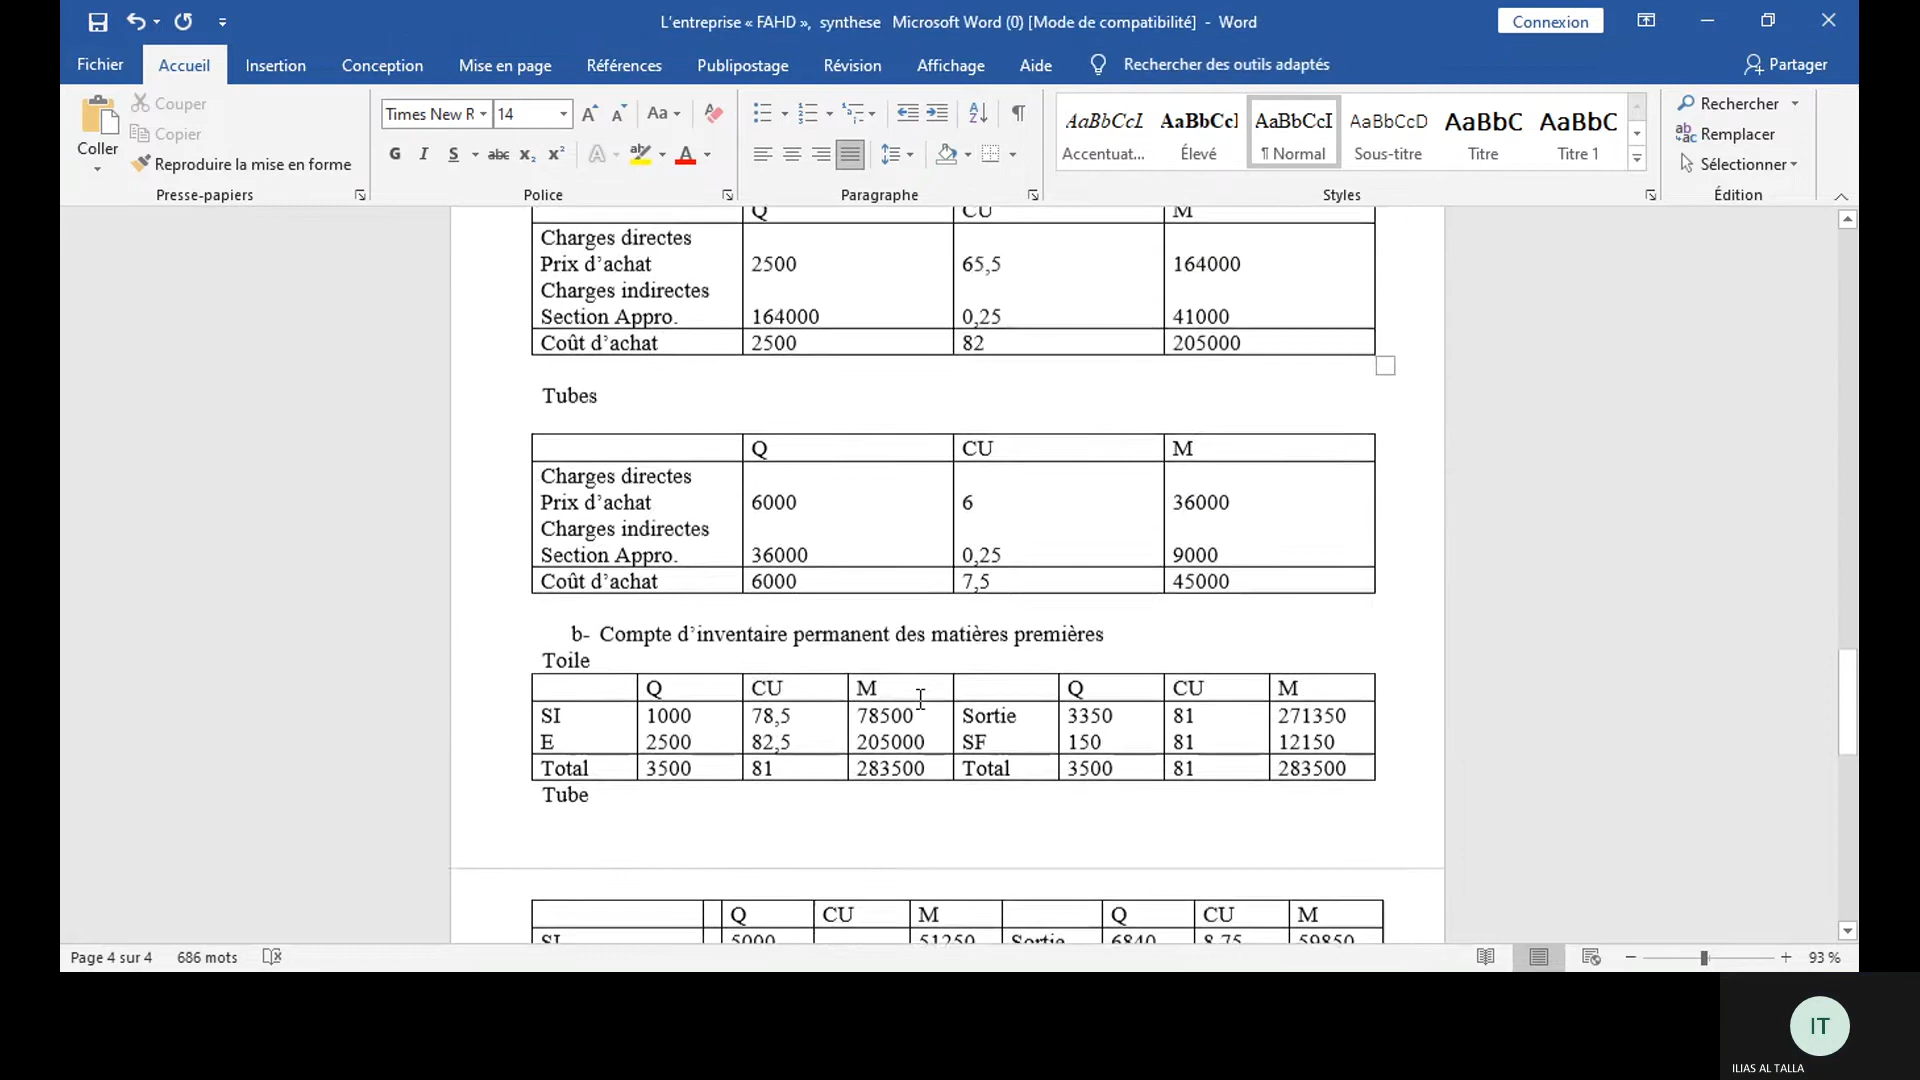 L'entreprise « FAHD », synthese Microsoft Word (0) [Mode de compatibilité] - Word
Connexion
Fichier Accueil Insertion Conception Mise en page Références Publipostage Révision Affichage Aide Rechercher des outils adaptés Partager
Coller
Couper
Copier
Reproduire la mise en forme
Presse-papiers
Times New R 14
Police
Paragraphe
AaBbCcI AaBbCcI AaBbCcI AaBbCcD AaBbC AaBbC
Accentuat... Élevé ¶ Normal Sous-titre Titre Titre 1
Styles
Rechercher
Remplacer
Sélectionner
Édition
Q CU M
Charges directes
Prix d'achat 2500 65,5 164000
Charges indirectes
Section Appro. 164000 0,25 41000
Coût d'achat 2500 82 205000
Tubes
Q CU M
Charges directes
Prix d'achat 6000 6 36000
Charges indirectes
Section Appro. 36000 0,25 9000
Coût d'achat 6000 7,5 45000
b- Compte d'inventaire permanent des matières premières
Toile
Q CU M Q CU M
SI 1000 78,5 78500 Sortie 3350 81 271350
E 2500 82,5 205000 SF 150 81 12150
Total 3500 81 283500 Total 3500 81 283500
Tube
Q CU M Q CU M
SI 5000 51250 Sortie 6840 8,75 59850
Page 4 sur 4 686 mots 93 %
IT
ILIAS AL TALLA